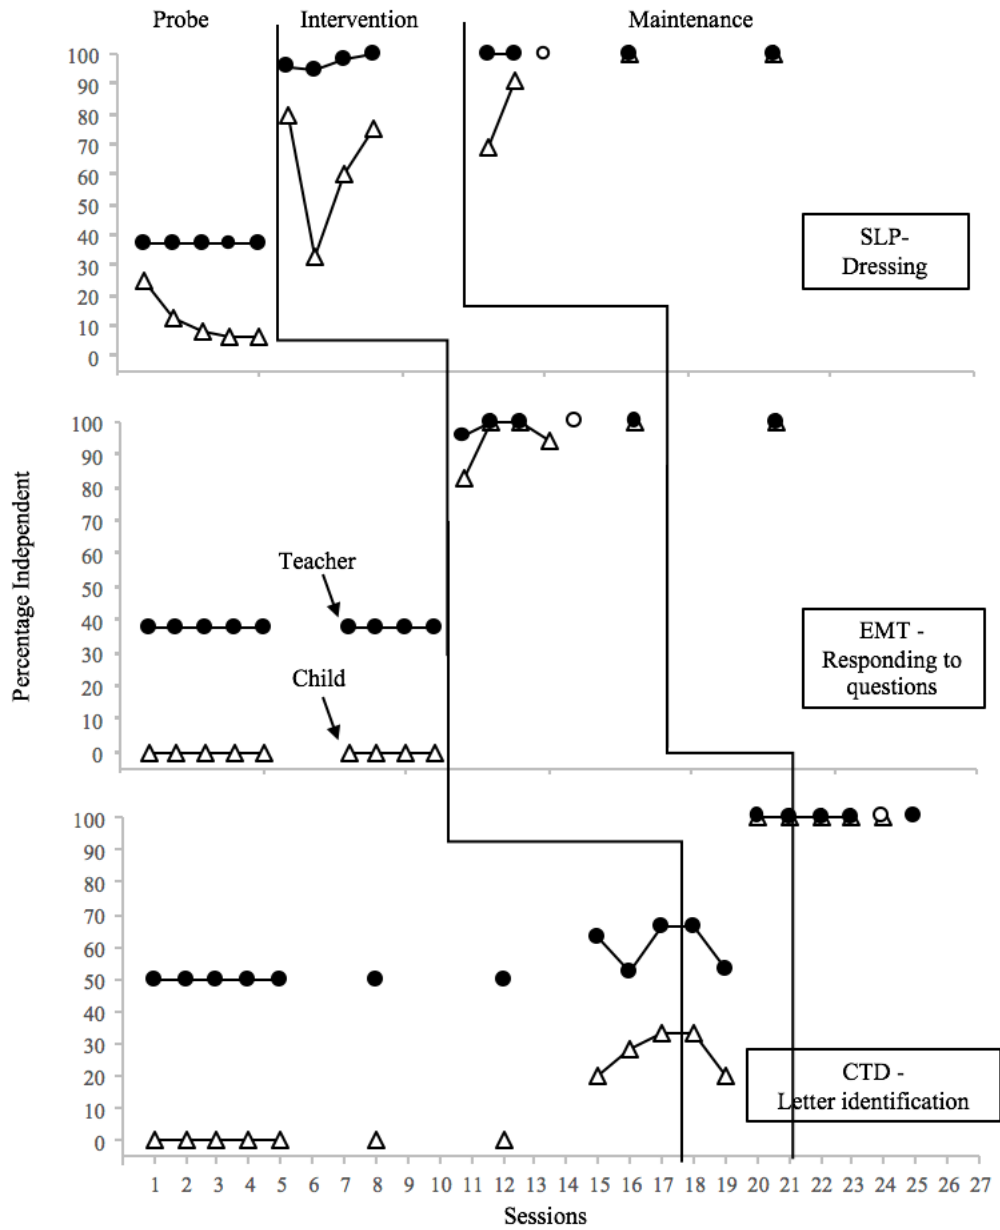 Probe Intervention Maintenance
100
90
80
70
60
50
40
30
20
10
0
SLP-
Dressing
Percentage Independent
100
90
80
70
60
50
40
30
20
10
0
Teacher
Child
EMT -
Responding to
questions
100
90
80
70
60
50
40
30
20
10
0
CTD -
Letter identification
1 2 3 4 5 6 7 8 9 10 11 12 13 14 15 16 17 18 19 20 21 22 23 24 25 26 27
Sessions